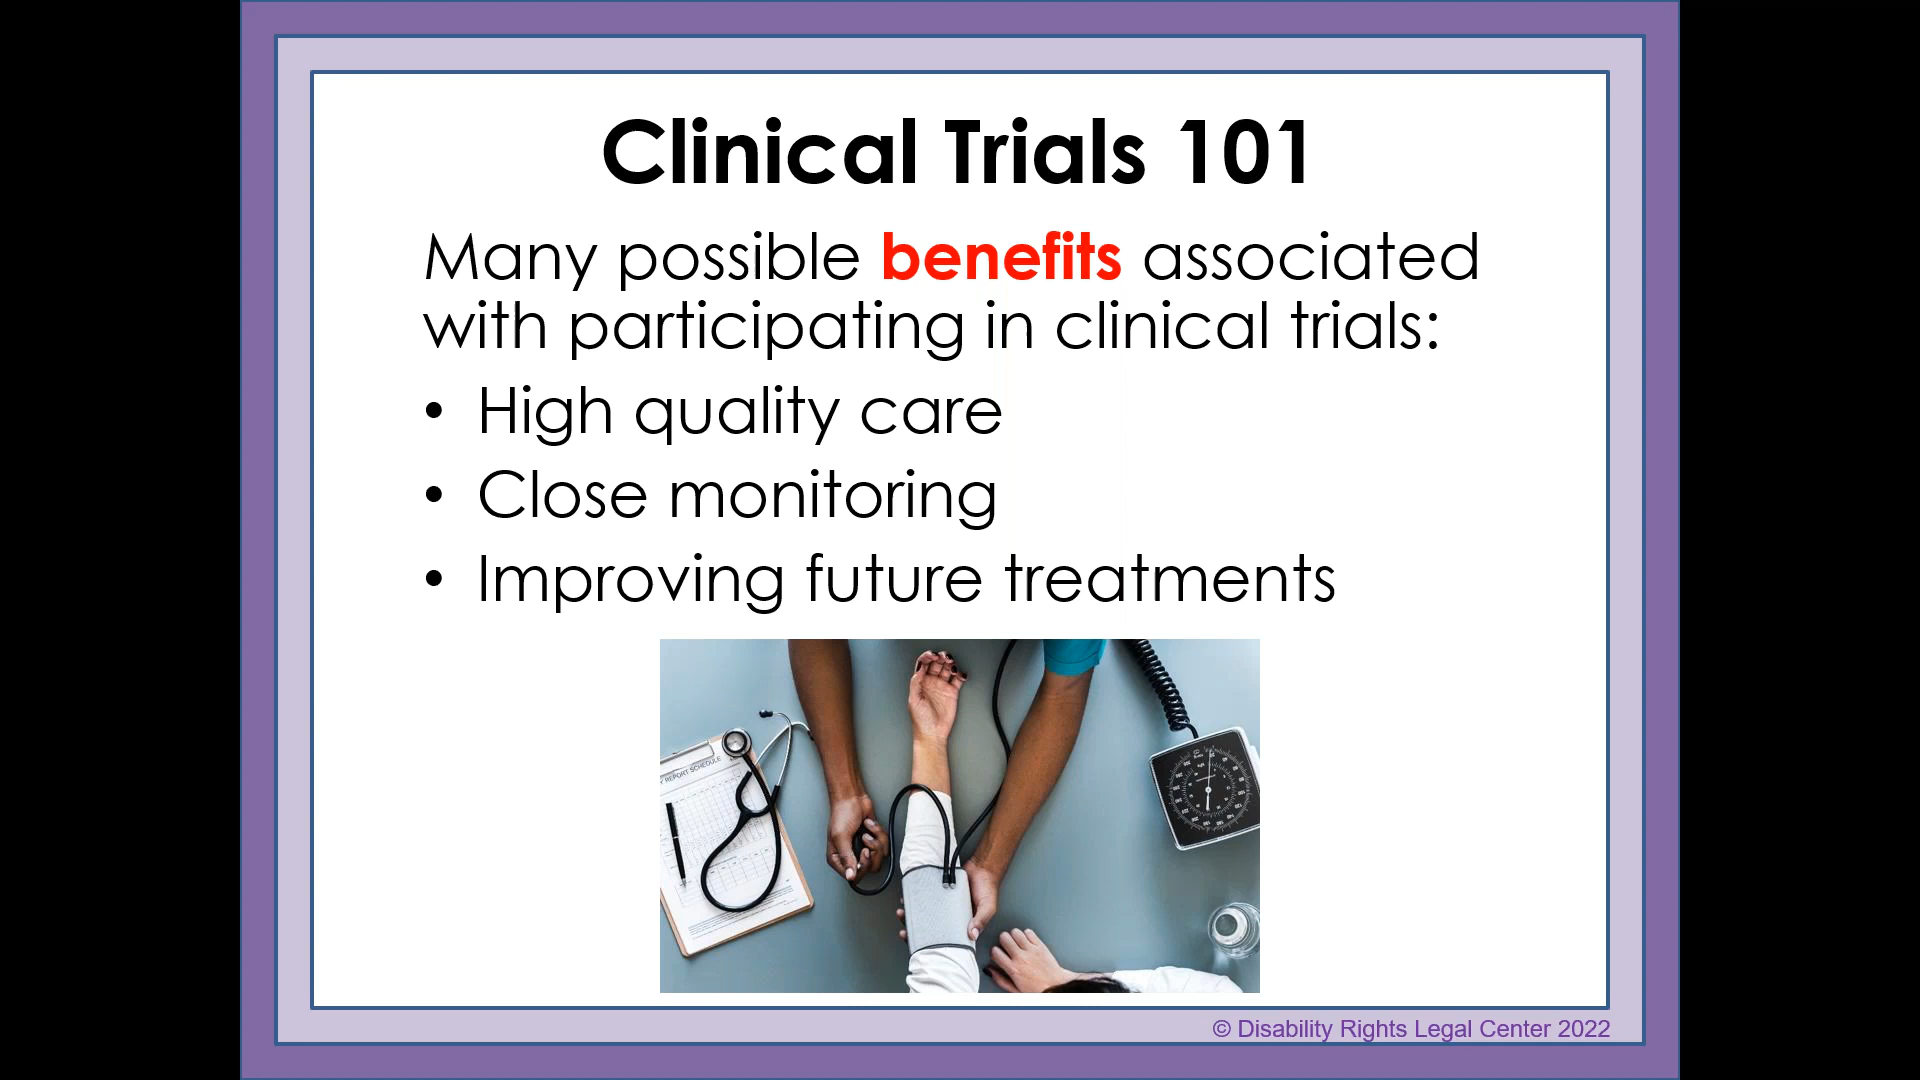 Clinical Trials 101
Many possible benefits associated
with participating in clinical trials:
• High quality care
• Close monitoring
• Improving future treatments
REPORT SCHEDULE
© Disability Rights Legal Center 2022